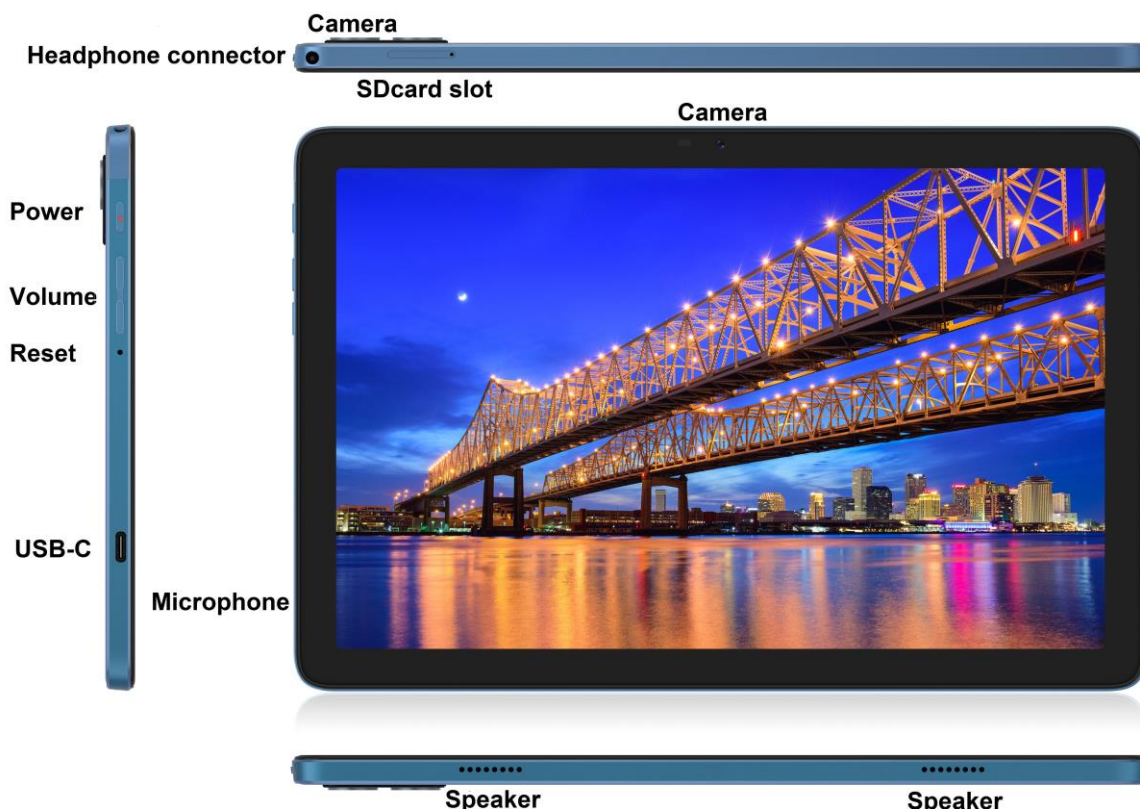 Camera
Headphone connector
SDcard slot
Camera
Power
Volume
Reset
USB-C
Microphone
Speaker
Speaker